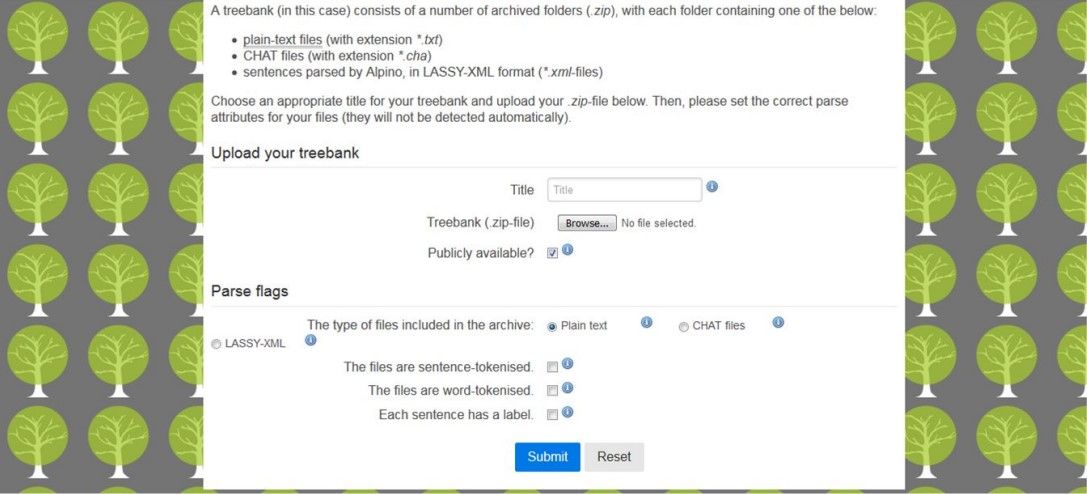 A treebank (in this case) consists of a number of archived folders (.zip), with each folder containing one of the below:
plain-text files (with extension *.txt)
CHAT files (with extension *.cha)
sentences parsed by Alpino, in LASSY-XML format (*.xml-files)
Choose an appropriate title for your treebank and upload your .zip-file below. Then, please set the correct parse
attributes for your files (they will not be detected automatically).
Upload your treebank
Title Title
Treebank (.zip-file) Browse... No file selected.
Publicly available?
Parse flags
The type of files included in the archive: Plain text CHAT files
LASSY-XML
The files are sentence-tokenised.
The files are word-tokenised.
Each sentence has a label.
Submit Reset